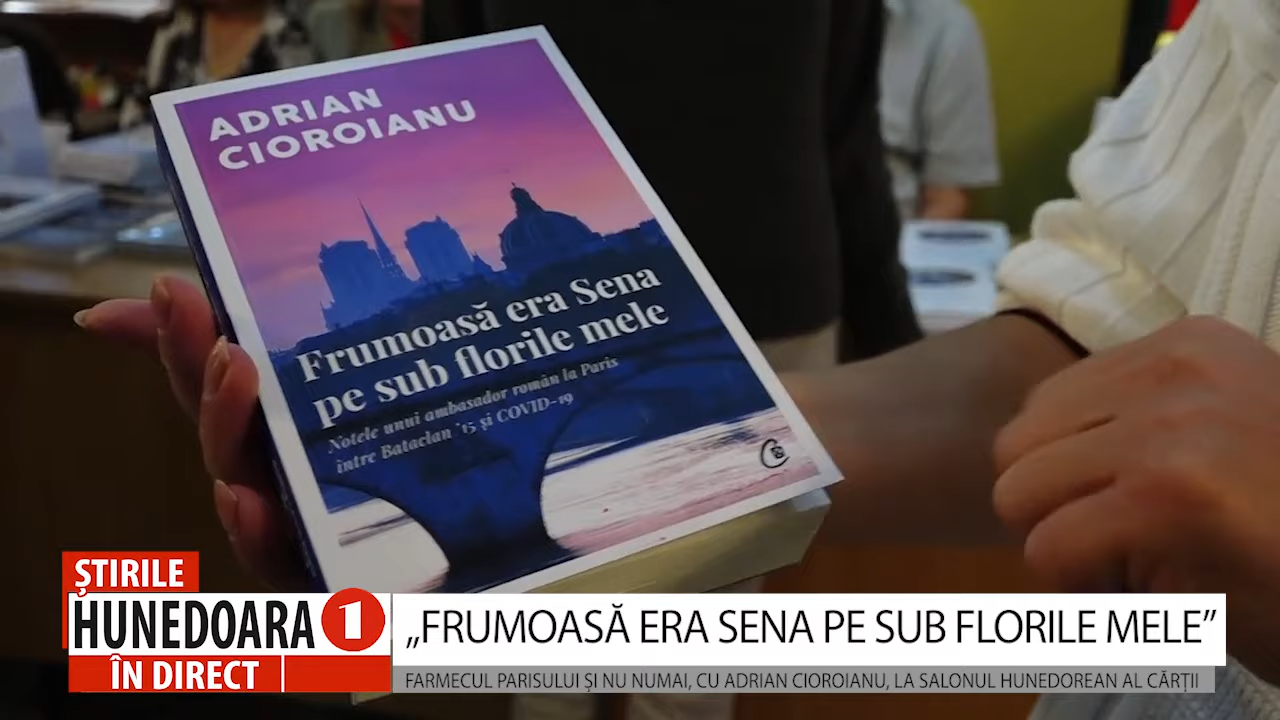 ADRIAN
CIOROIANU
Frumoasă era Sena
pe sub florile mele
Notele unui ambasador român la Paris
între Bataclan '15 și COVID-19
ȘTIRILE
HUNEDOARA 1
ÎN DIRECT
„FRUMOASĂ ERA SENA PE SUB FLORILE MELE”
FARMECUL PARISULUI ȘI NU NUMAI, CU ADRIAN CIOROIANU, LA SALONUL HUNEDOREAN AL CĂRȚII